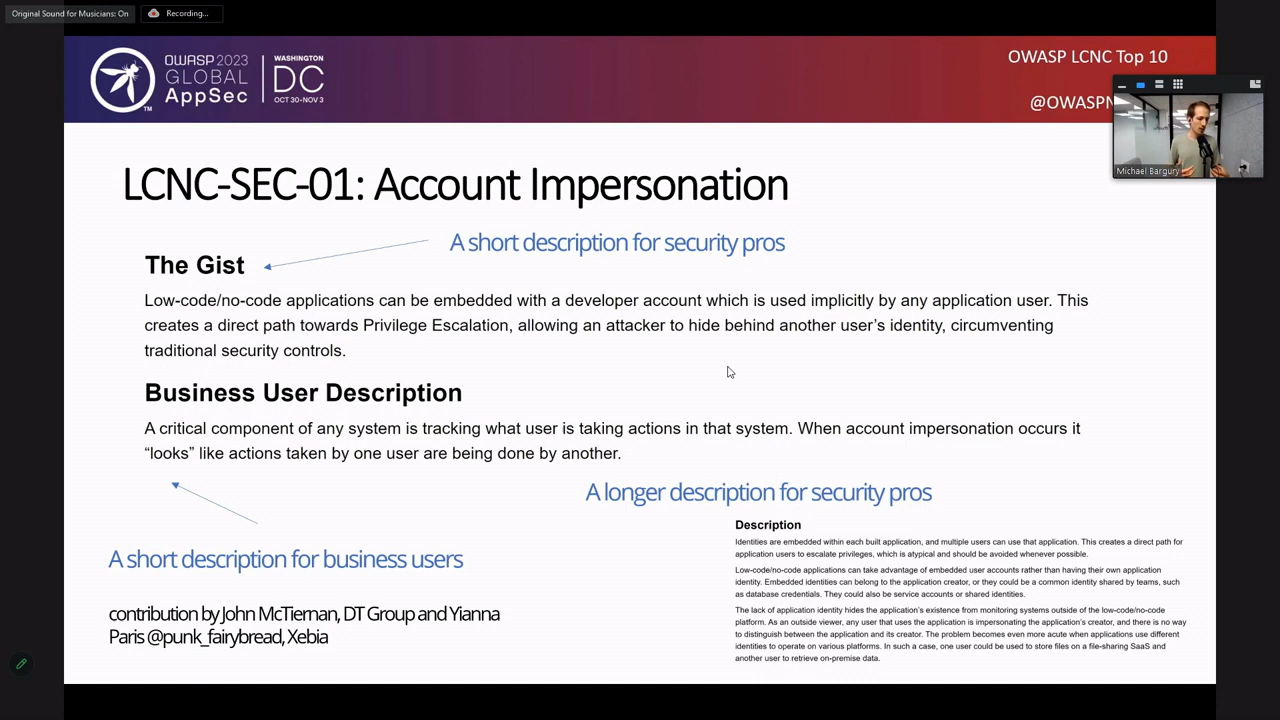 Original Sound for Musicians: On
Recording...
OWASP 2023
GLOBAL
AppSec
TM
WASHINGTON
DC
OCT 30-NOV 3
OWASP LCNC Top 10
@OWASPN
Michael Bargury
LCNC-SEC-01: Account Impersonation
A short description for security pros
The Gist
Low-code/no-code applications can be embedded with a developer account which is used implicitly by any application user. This
creates a direct path towards Privilege Escalation, allowing an attacker to hide behind another user's identity, circumventing
traditional security controls.
Business User Description
A critical component of any system is tracking what user is taking actions in that system. When account impersonation occurs it
“looks” like actions taken by one user are being done by another.
A longer description for security pros
Description
Identities are embedded within each built application, and multiple users can use that application. This creates a direct path for
application users to escalate privileges, which is atypical and should be avoided whenever possible.
Low-code/no-code applications can take advantage of embedded user accounts rather than having their own application
identity. Embedded identities can belong to the application creator, or they could be a common identity shared by teams, such
as database credentials. They could also be service accounts or shared identities.
The lack of application identity hides the application's existence from monitoring systems outside of the low-code/no-code
platform. As an outside viewer, any user that uses the application is impersonating the application's creator, and there is no way
to distinguish between the application and its creator. The problem becomes even more acute when applications use different
identities to operate on various platforms. In such a case, one user could be used to store files on a file-sharing SaaS and
another user to retrieve on-premise data.
A short description for business users
contribution by John McTiernan, DT Group and Yianna
Paris @punk_fairybread, Xebia